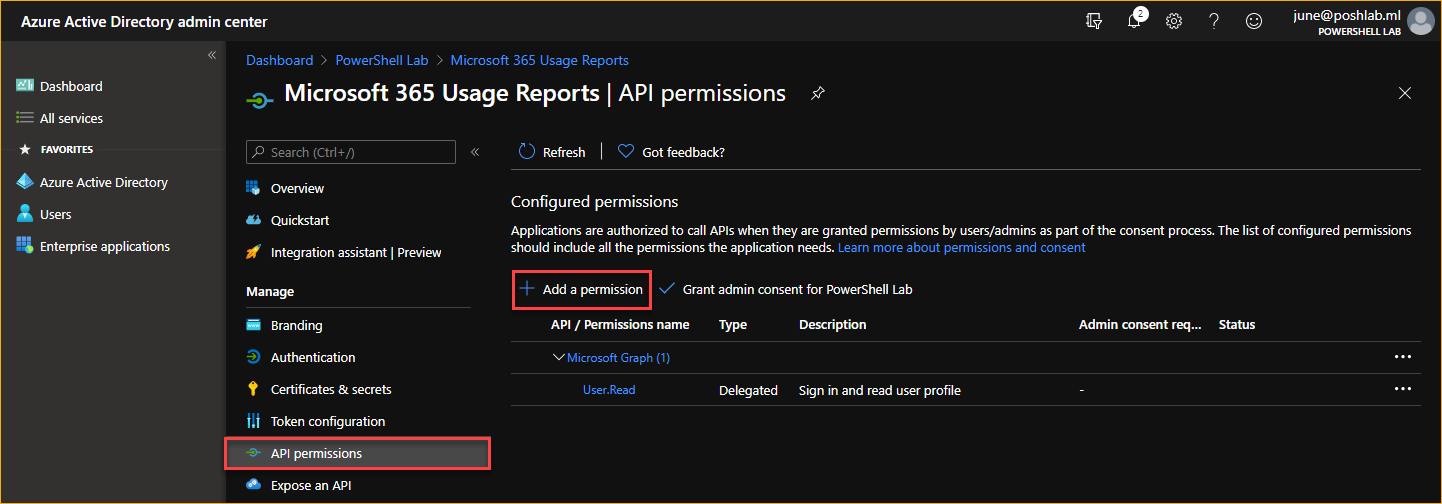 Azure Active Directory admin center
2
june@poshlab.ml
POWERSHELL LAB
Dashboard
All services
FAVORITES
Azure Active Directory
Users
Enterprise applications
Dashboard > PowerShell Lab > Microsoft 365 Usage Reports
Microsoft 365 Usage Reports | API permissions
Search (Ctrl+/)
Overview
Quickstart
Integration assistant | Preview
Manage
Branding
Authentication
Certificates & secrets
Token configuration
API permissions
Expose an API
Refresh | Got feedback?
Configured permissions
Applications are authorized to call APIs when they are granted permissions by users/admins as part of the consent process. The list of configured permissions
should include all the permissions the application needs. Learn more about permissions and consent
+ Add a permission Grant admin consent for PowerShell Lab
API / Permissions name Type Description Admin consent req... Status
Microsoft Graph (1) ...
User.Read Delegated Sign in and read user profile - ...